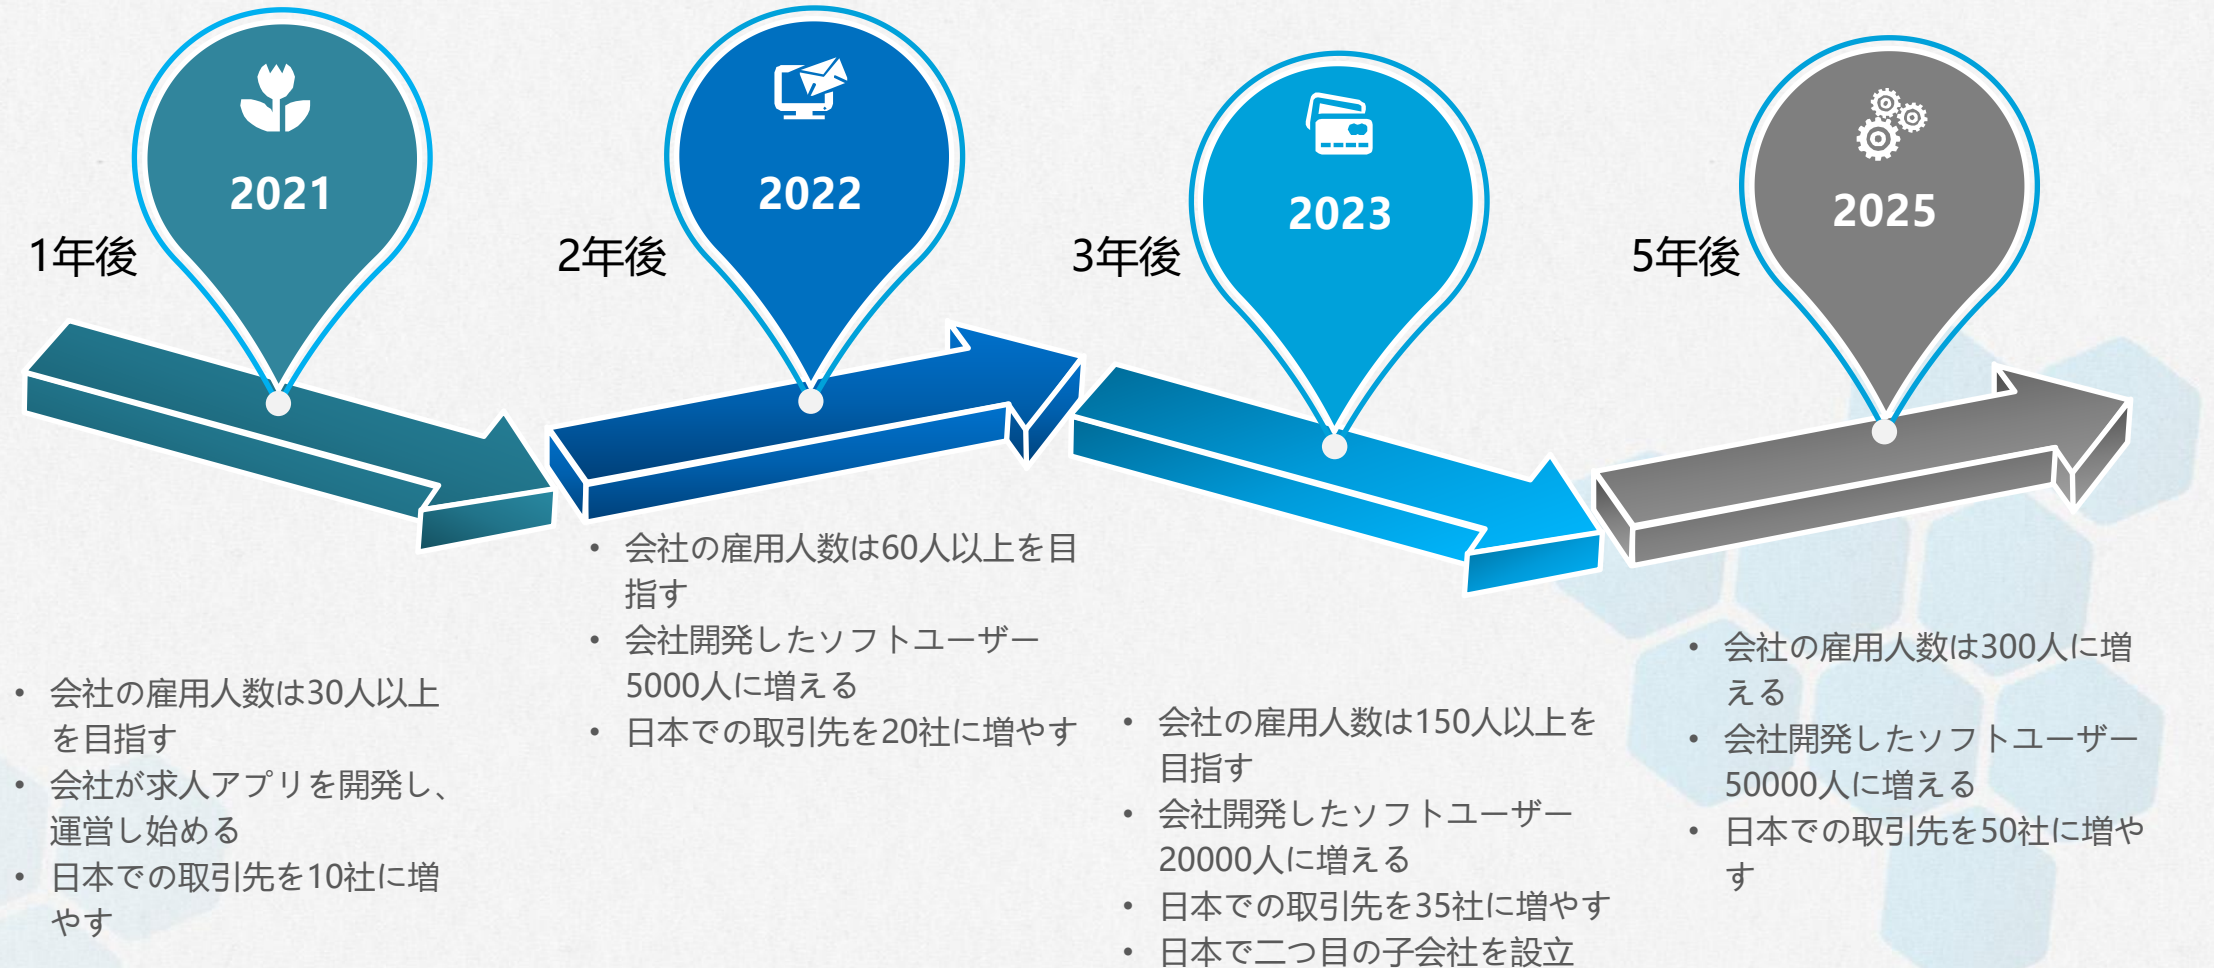 2021
1年後
• 会社の雇用人数は30人以上
を目指す
• 会社が求人アプリを開発し、
運営し始める
• 日本での取引先を10社に増
やす
2022
2年後
• 会社の雇用人数は60人以上を目
指す
• 会社開発したソフトユーザー
5000人に増える
• 日本での取引先を20社に増やす
2023
3年後
• 会社の雇用人数は150人以上を
目指す
• 会社開発したソフトユーザー
20000人に増える
• 日本での取引先を35社に増やす
• 日本で二つ目の子会社を設立
2025
5年後
• 会社の雇用人数は300人に増
える
• 会社開発したソフトユーザー
50000人に増える
• 日本での取引先を50社に増や
す